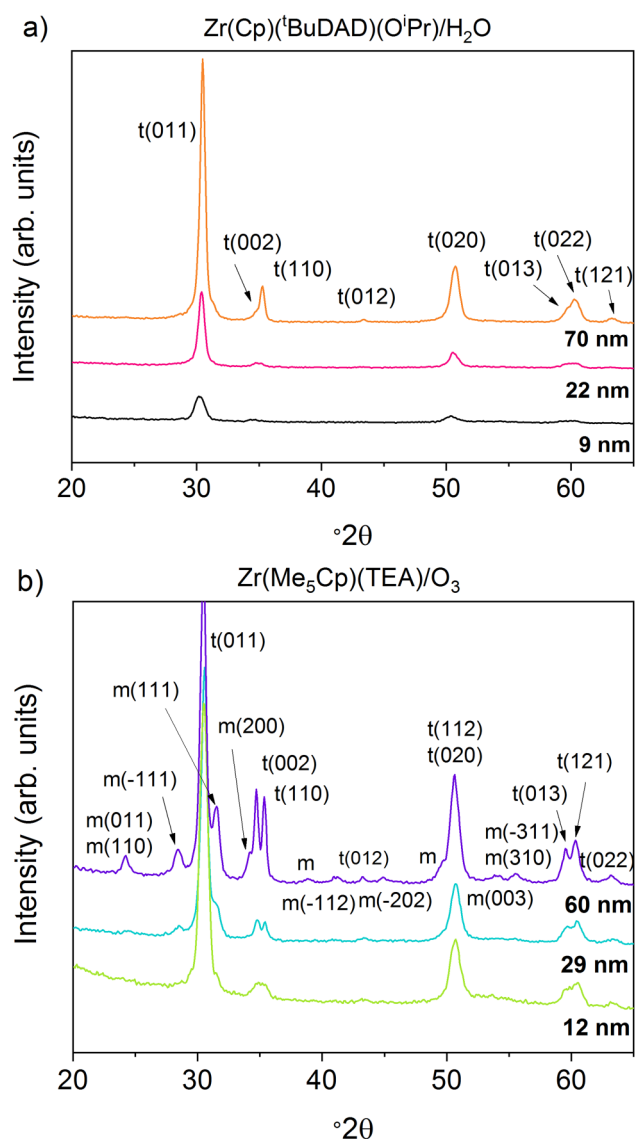 a)
Zr(Cp)(ᵗBuDAD)(OⁱPr)/H₂O
Intensity (arb. units)
t(011)
t(002)
t(110)
t(012)
t(020)
t(022)
t(013)
t(121)
70 nm
22 nm
9 nm
20 30 40 50 60
°2θ
b)
Zr(Me₅Cp)(TEA)/O₃
Intensity (arb. units)
t(011)
m(111)
m(200)
t(002)
t(110)
m(-111)
m(011)
m(110)
m
t(012)
m(-112)
m(-202)
m
t(112)
t(020)
t(121)
t(013)
m(-311)
m(310)
t(022)
m(003)
60 nm
29 nm
12 nm
20 30 40 50 60
°2θ